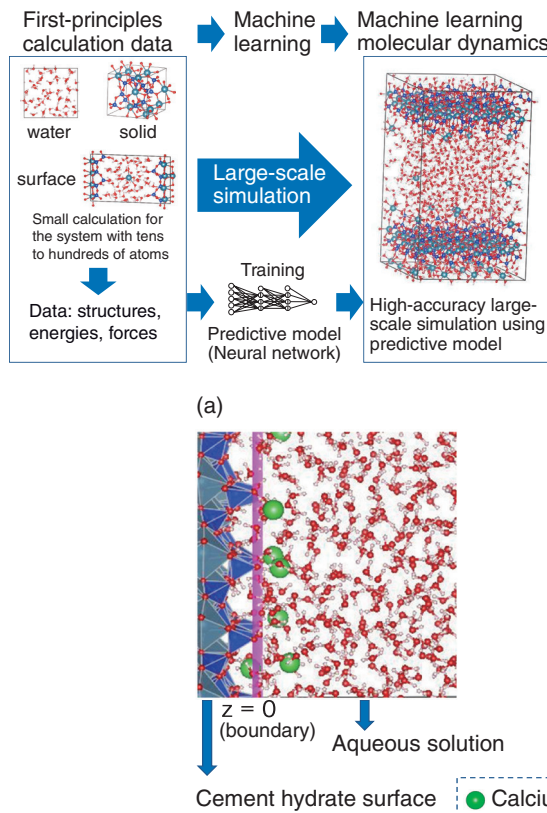 First-principles
calculation data
Machine
learning
Machine learning
molecular dynamics
water
solid
surface
Small calculation for
the system with tens
to hundreds of atoms
Large-scale
simulation
Data: structures,
energies, forces
Training
Predictive model
(Neural network)
High-accuracy large-
scale simulation using
predictive model
(a)
z = 0
(boundary)
Aqueous solution
Cement hydrate surface
Calciu